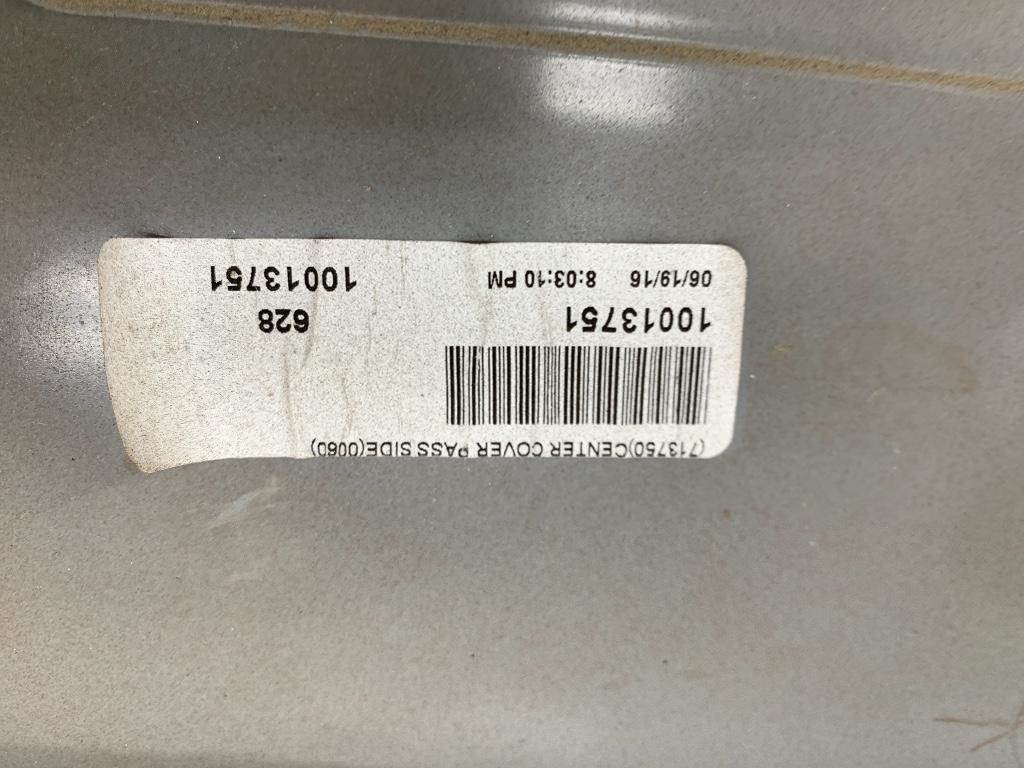 (713750)CENTER COVER PASS SIDE(0060)
10013751 628
06/19/16 8:03:10 PM 10013751